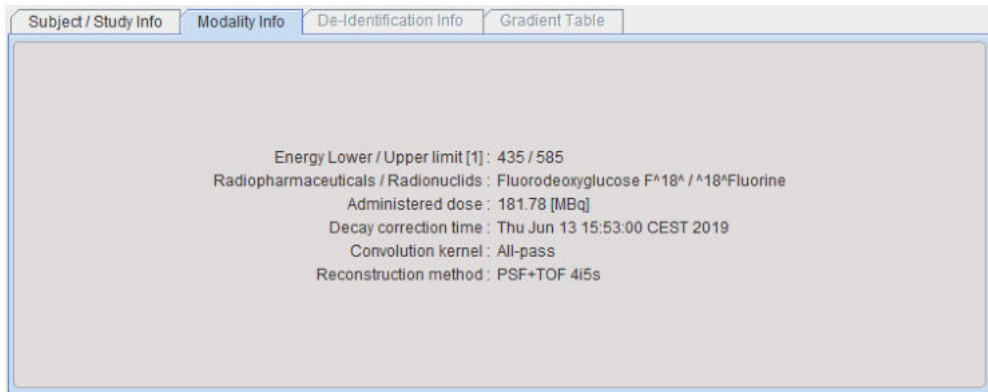 Subject / Study Info Modality Info De-Identification Info Gradient Table
Energy Lower / Upper limit [1] : 435 / 585
Radiopharmaceuticals / Radionuclids : Fluorodeoxyglucose F^18^ / ^18^Fluorine
Administered dose : 181.78 [MBq]
Decay correction time : Thu Jun 13 15:53:00 CEST 2019
Convolution kernel : All-pass
Reconstruction method : PSF+TOF 4i5s